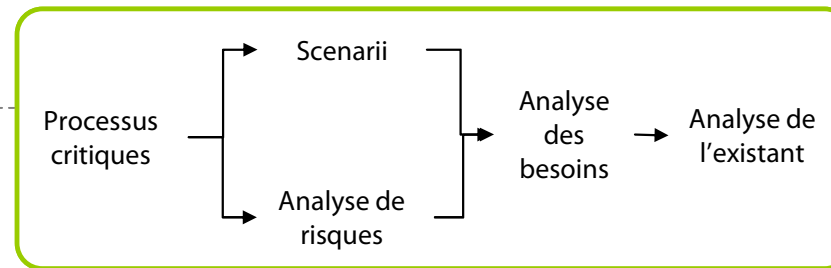 Scenarii
Processus
critiques
Analyse de
risques
Analyse
des
besoins
Analyse de
l'existant